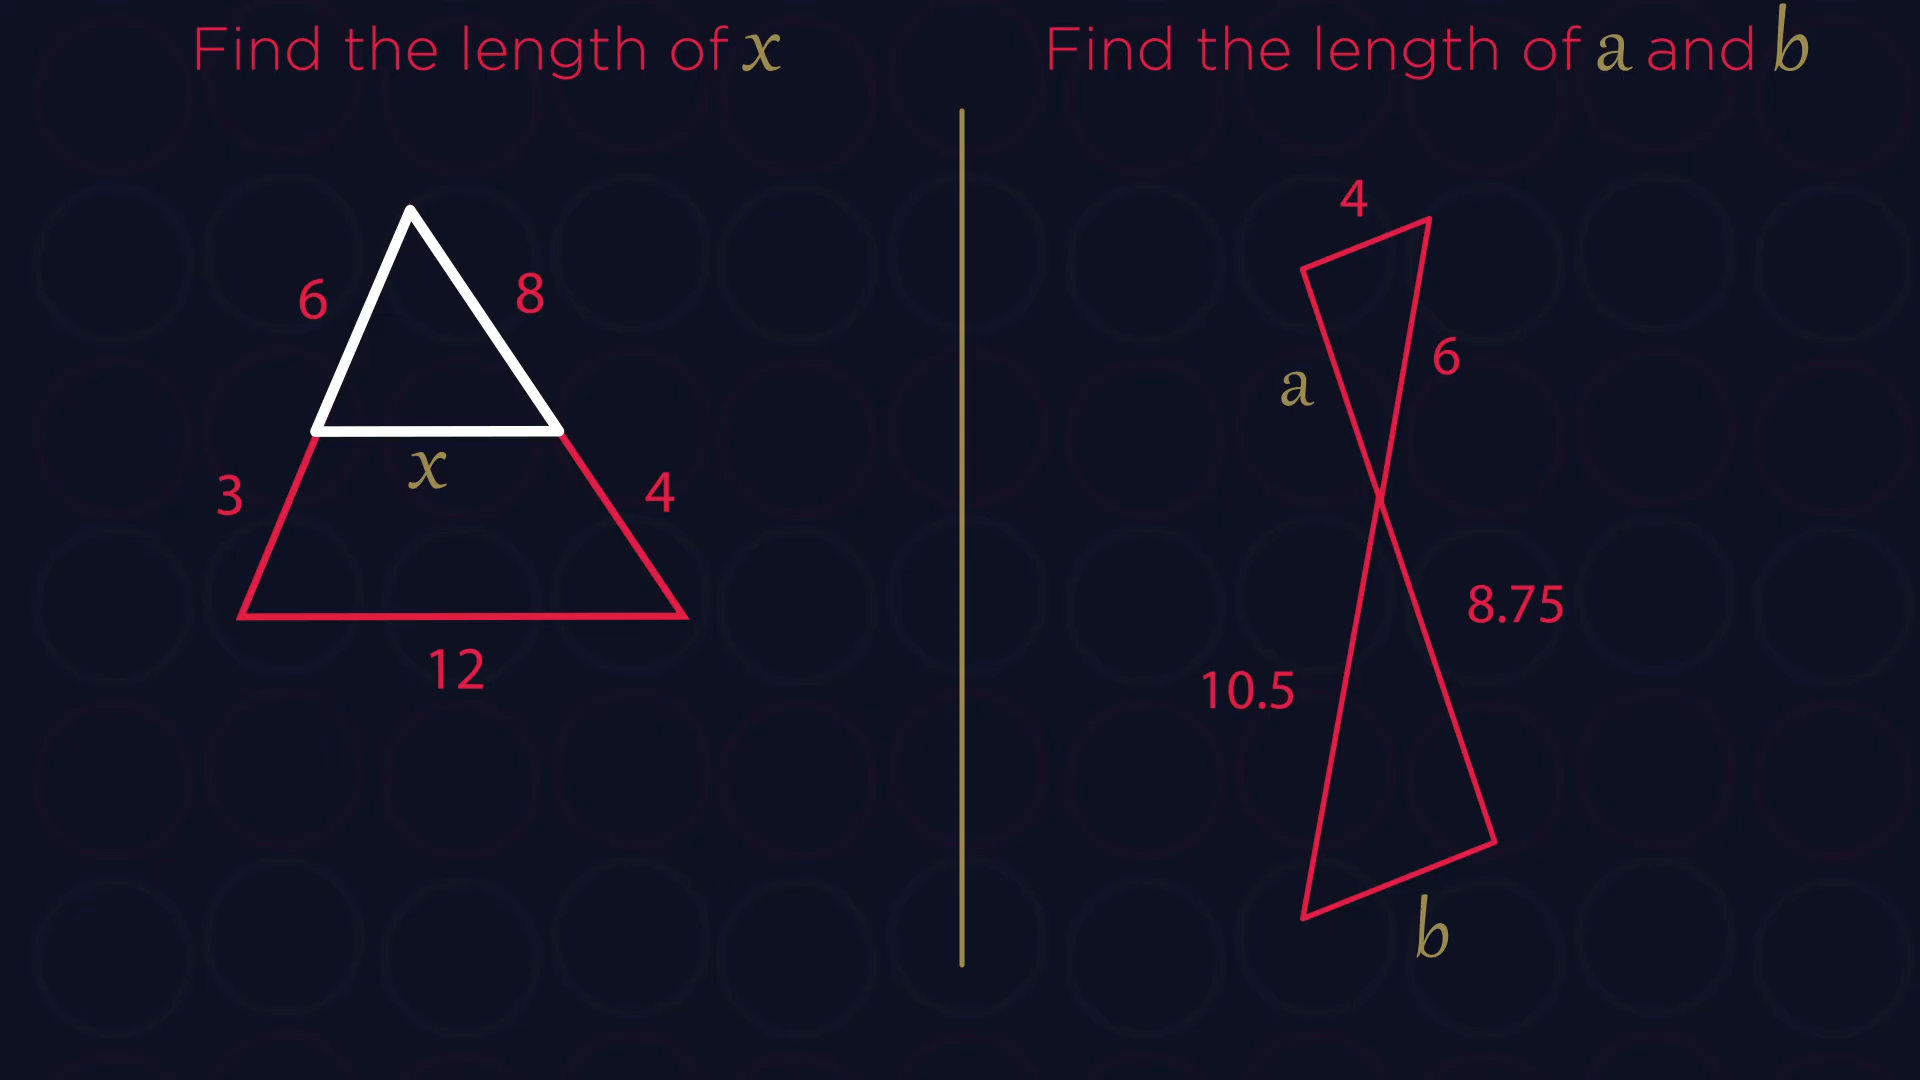 Find the length of x
6
8
x
3
4
12
Find the length of a and b
4
6
a
8.75
10.5
b